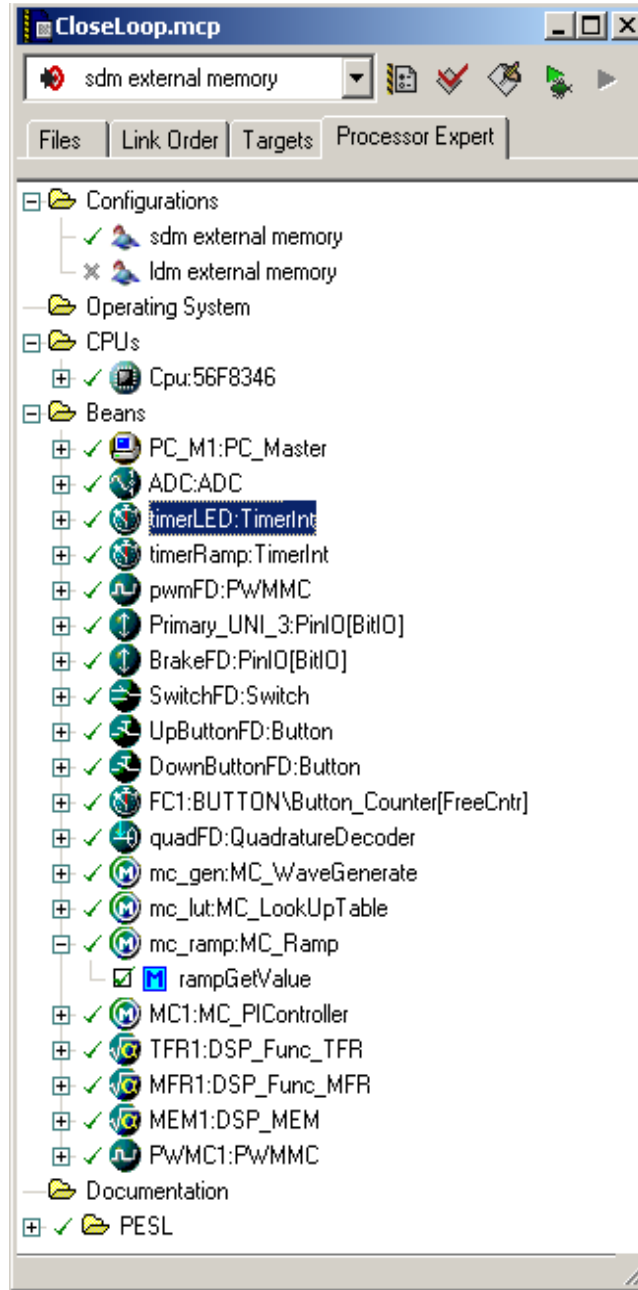 CloseLoop.mcp
sdm external memory
Files Link Order Targets Processor Expert
Configurations
sdm external memory
ldm external memory
Operating System
CPUs
Cpu:56F8346
Beans
PC_M1:PC_Master
ADC:ADC
timerLED:TimerInt
timerRamp:TimerInt
pwmFD:PWMMC
Primary_UNI_3:PinIO[BitIO]
BrakeFD:PinIO[BitIO]
SwitchFD:Switch
UpButtonFD:Button
DownButtonFD:Button
FC1:BUTTON\Button_Counter[FreeCntr]
quadFD:QuadratureDecoder
mc_gen:MC_WaveGenerate
mc_lut:MC_LookUpTable
mc_ramp:MC_Ramp
M rampGetValue
MC1:MC_PIController
TFR1:DSP_Func_TFR
MFR1:DSP_Func_MFR
MEM1:DSP_MEM
PWMC1:PWMMC
Documentation
PESL